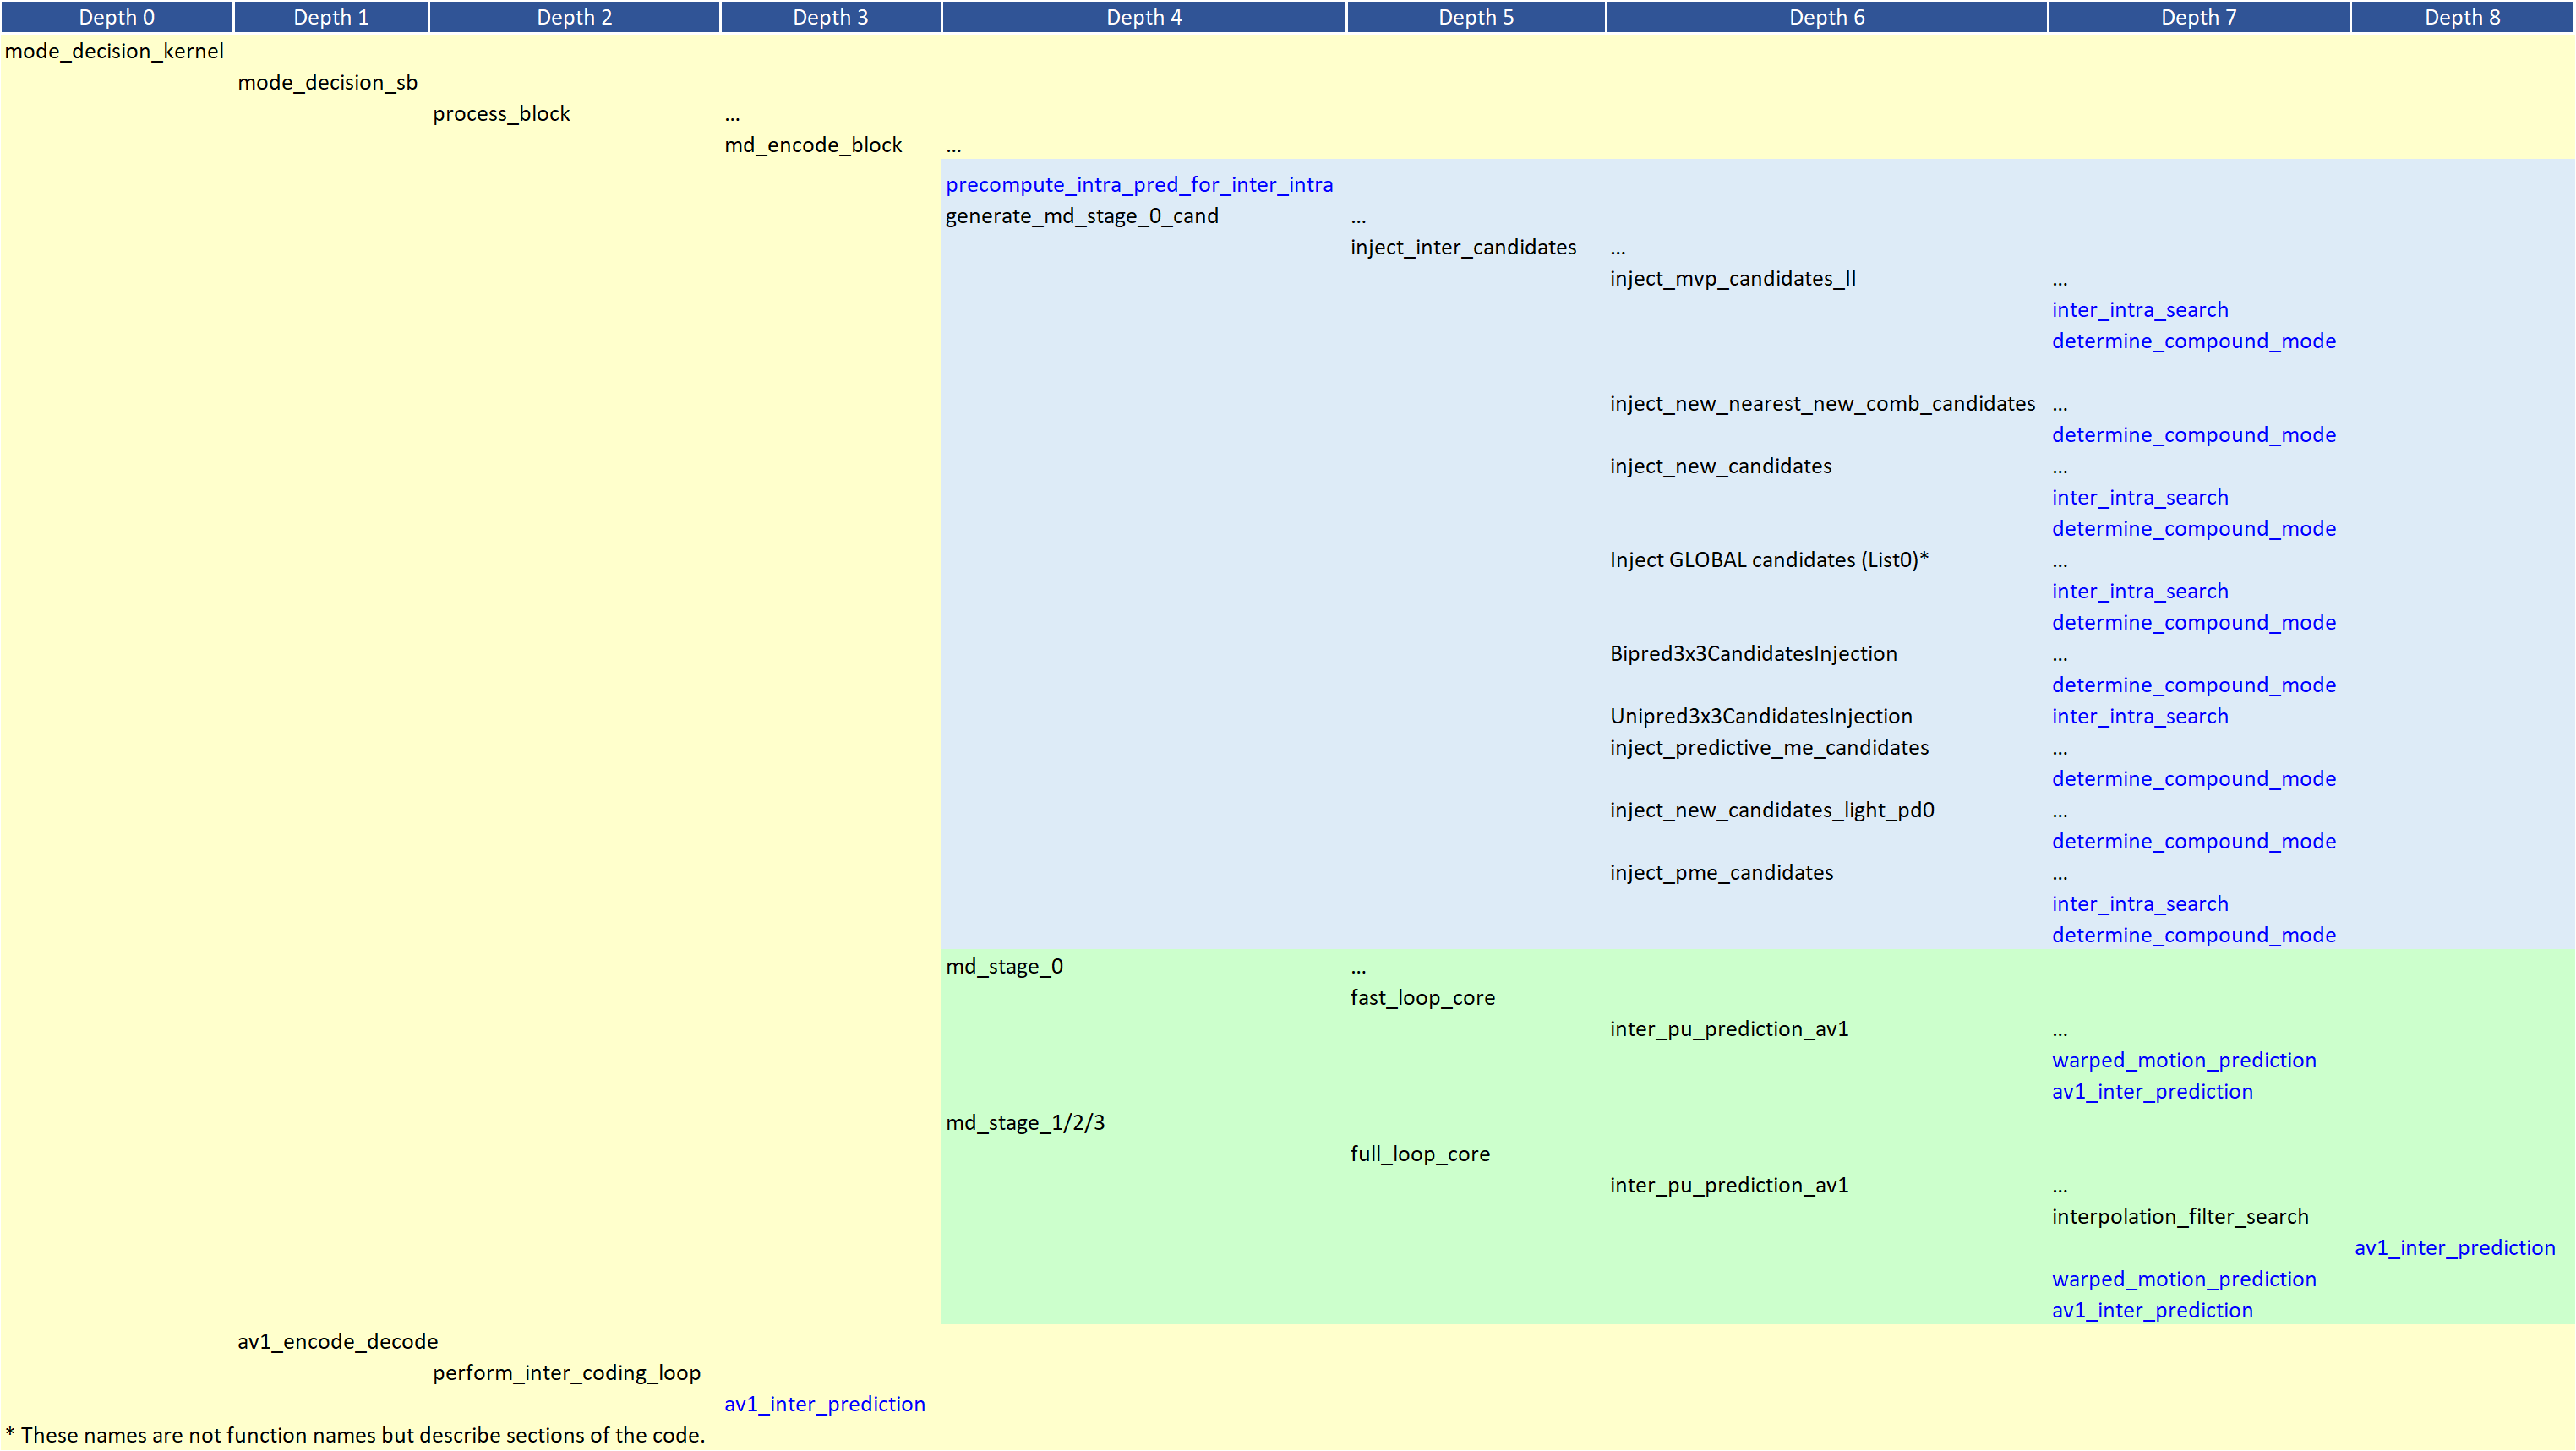 Depth 0 Depth 1 Depth 2 Depth 3 Depth 4 Depth 5 Depth 6 Depth 7 Depth 8
mode_decision_kernel
mode_decision_sb
process_block ...
md_encode_block ...
precompute_intra_pred_for_inter_intra
generate_md_stage_0_cand ...
inject_inter_candidates ...
inject_mvp_candidates_II ...
inter_intra_search
determine_compound_mode
inject_new_nearest_new_comb_candidates ...
determine_compound_mode
inject_new_candidates ...
inter_intra_search
determine_compound_mode
Inject GLOBAL candidates (List0)* ...
inter_intra_search
determine_compound_mode
Bipred3x3CandidatesInjection ...
determine_compound_mode
Unipred3x3CandidatesInjection inter_intra_search
inject_predictive_me_candidates ...
determine_compound_mode
inject_new_candidates_light_pd0 ...
determine_compound_mode
inject_pme_candidates ...
inter_intra_search
determine_compound_mode
md_stage_0 ...
fast_loop_core
inter_pu_prediction_av1 ...
warped_motion_prediction
av1_inter_prediction
md_stage_1/2/3
full_loop_core
inter_pu_prediction_av1 ...
interpolation_filter_search
av1_inter_prediction
warped_motion_prediction
av1_inter_prediction
av1_encode_decode
perform_inter_coding_loop
av1_inter_prediction
* These names are not function names but describe sections of the code.